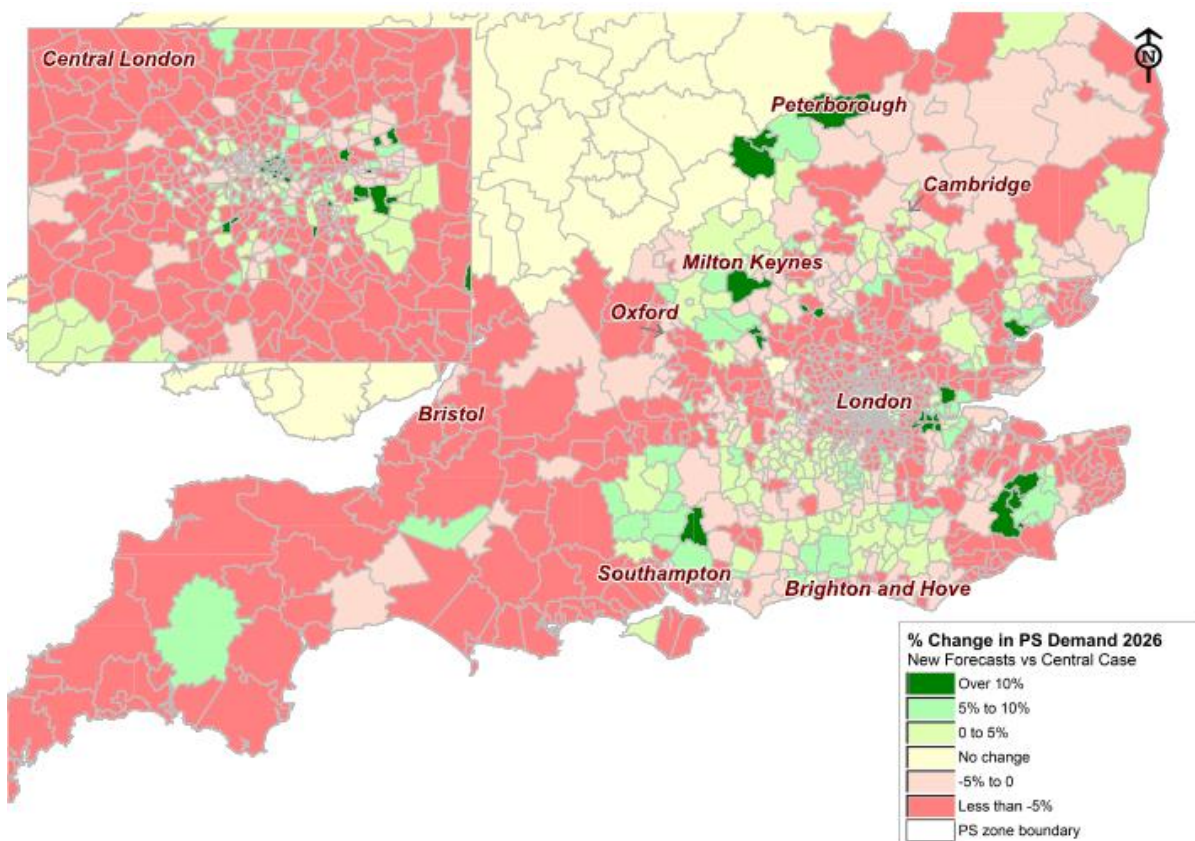 Central London
N
Peterborough
Cambridge
Milton Keynes
Oxford
London
Bristol
Southampton
Brighton and Hove
% Change in PS Demand 2026
New Forecasts vs Central Case
Over 10%
5% to 10%
0 to 5%
No change
-5% to 0
Less than -5%
PS zone boundary